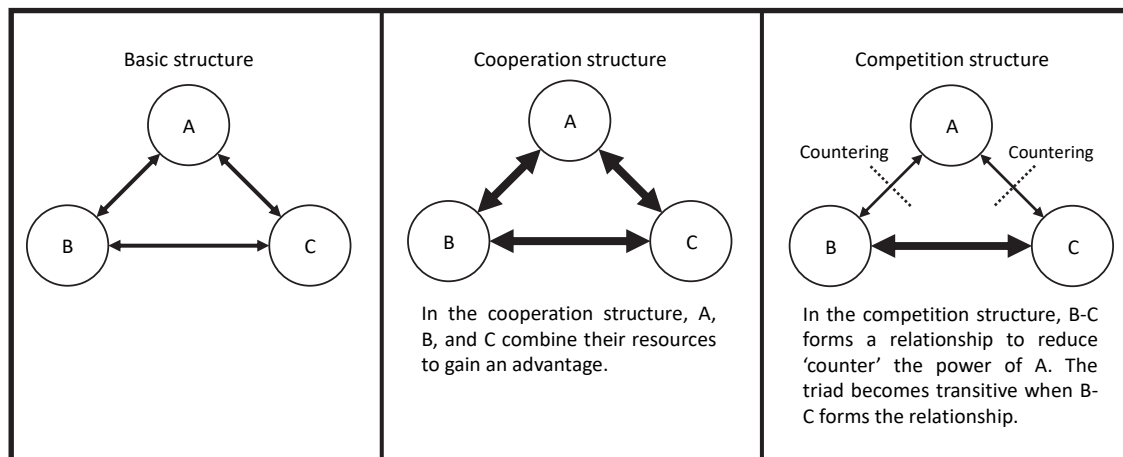 Basic structure
A
B
C
Cooperation structure
A
B
C
In the cooperation structure, A,
B, and C combine their resources
to gain an advantage.
Competition structure
A
Countering
Countering
B
C
In the competition structure, B-C
forms a relationship to reduce
‘counter’ the power of A. The
triad becomes transitive when B-
C forms the relationship.